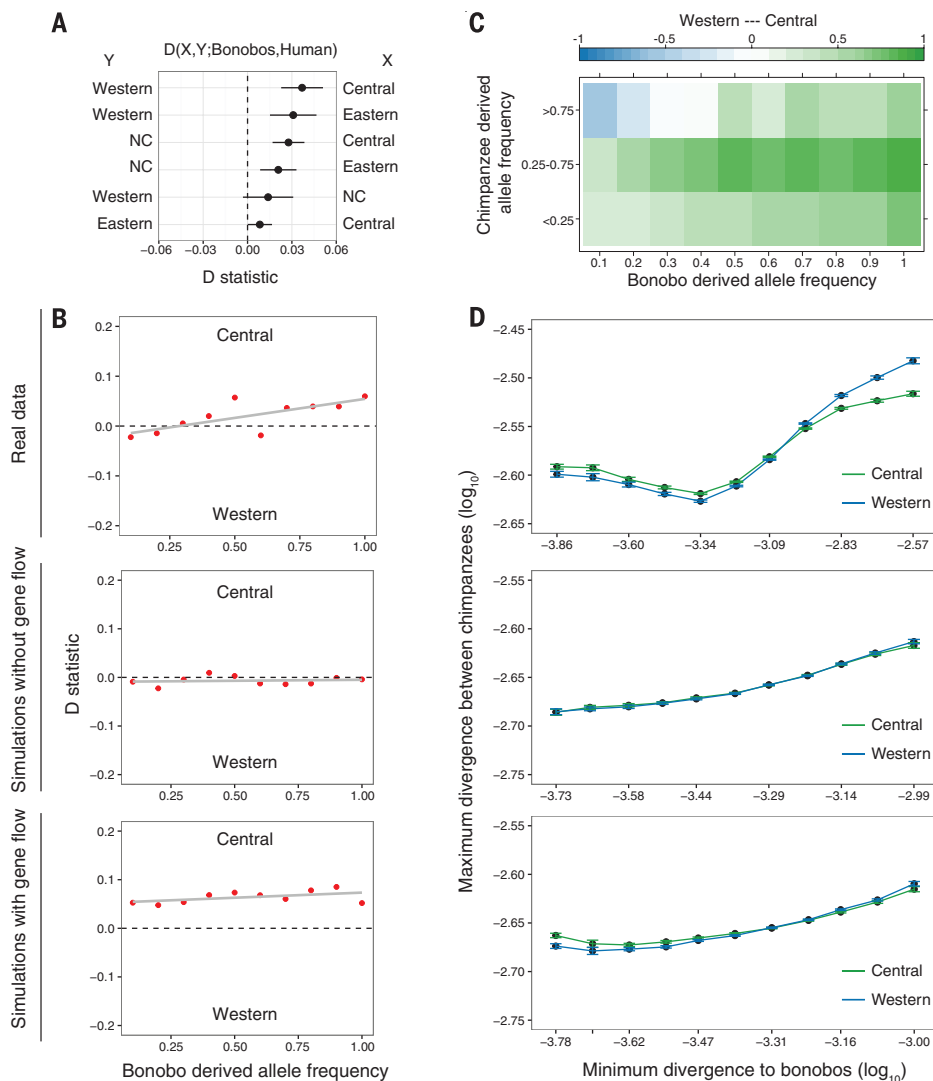 A
D(X,Y;Bonobos,Human)
Y X
Western Central
Western Eastern
NC Central
NC Eastern
Western NC
Eastern Central
−0.06 −0.03 0.00 0.03 0.06
D statistic
C
Western --- Central
-1 -0.5 0 0.5 1
Chimpanzee derived
allele frequency
>0.75
0.25-0.75
<0.25
0.1 0.2 0.3 0.4 0.5 0.6 0.7 0.8 0.9 1
Bonobo derived allele frequency
B
Real data
Simulations without gene flow
Simulations with gene flow
D statistic
0.2
0.1
0.0
−0.1
−0.2
Central
Western
0.25 0.50 0.75 1.00
0.2
0.1
0.0
−0.1
−0.2
Central
Western
0.25 0.50 0.75 1.00
0.2
0.1
0.0
−0.1
−0.2
Central
Western
0.25 0.50 0.75 1.00
Bonobo derived allele frequency
D
Maximum divergence between chimpanzees (log10)
−2.45
−2.50
−2.55
−2.60
−2.65
Central
Western
−3.86 −3.60 −3.34 −3.09 −2.83 −2.57
−2.55
−2.60
−2.65
−2.70
−2.75
Central
Western
−3.73 −3.58 −3.44 −3.29 −3.14 −2.99
−2.55
−2.60
−2.65
−2.70
−2.75
Central
Western
−3.78 −3.62 −3.47 −3.31 −3.16 −3.00
Minimum divergence to bonobos (log10)